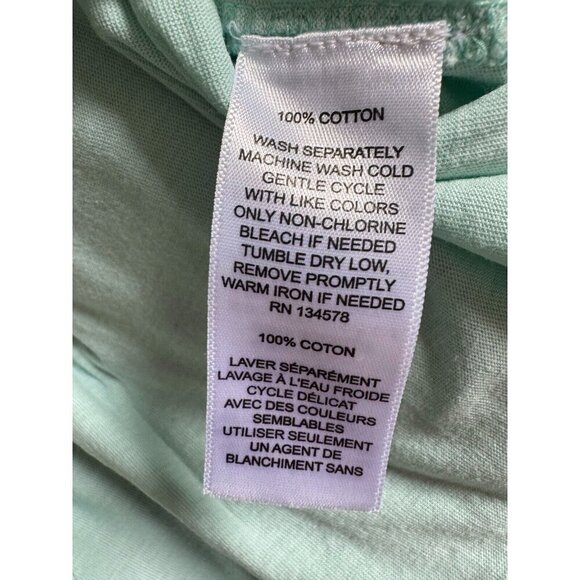 100% COTTON
WASH SEPARATELY
MACHINE WASH COLD
GENTLE CYCLE
WITH LIKE COLORS
ONLY NON-CHLORINE
BLEACH IF NEEDED
TUMBLE DRY LOW,
REMOVE PROMPTLY
WARM IRON IF NEEDED
RN 134578
100% COTON
LAVER SÉPARÉMENT
LAVAGE À L'EAU FROIDE
CYCLE DÉLICAT
AVEC DES COULEURS
SEMBLABLES
UTILISER SEULEMENT
UN AGENT DE
BLANCHIMENT SANS